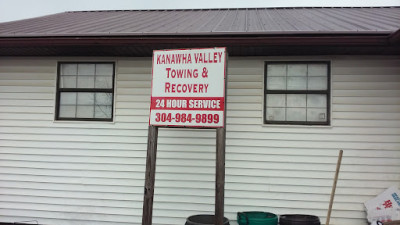 KANAWHA VALLEY
TOWING &
RECOVERY
24 HOUR SERVICE
304-984-9899